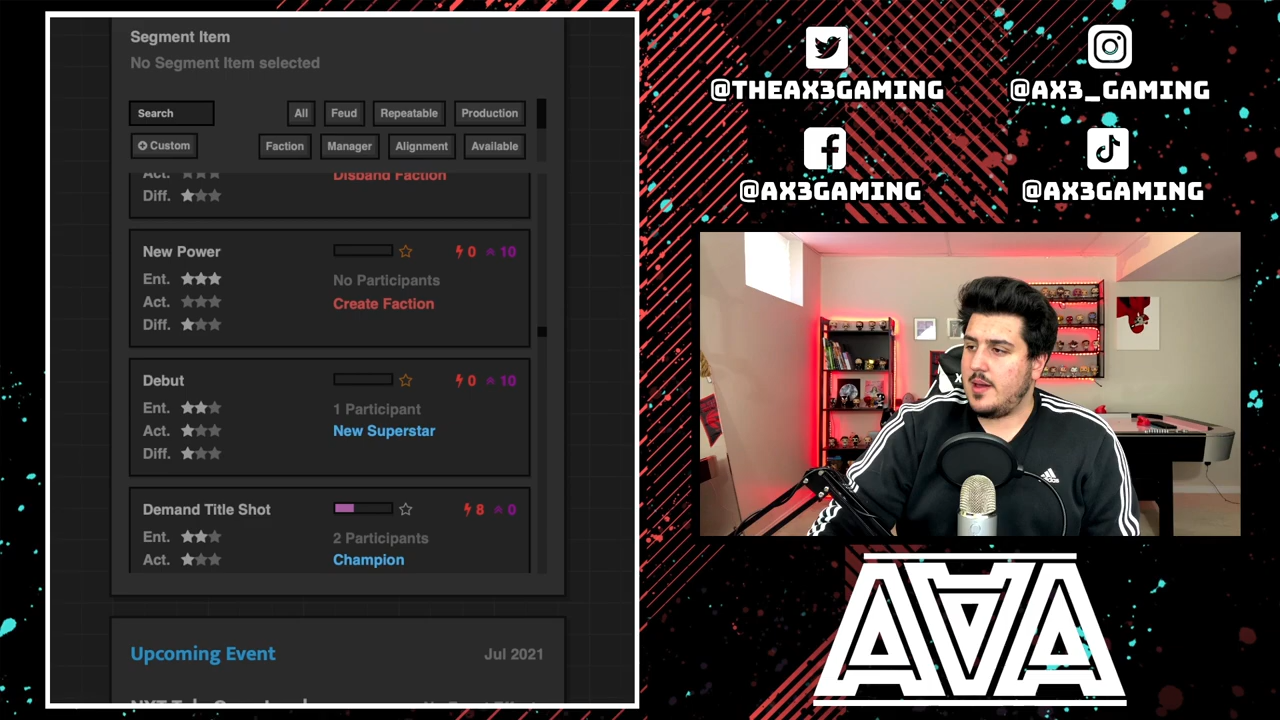 Segment Item
No Segment Item selected
Search
All
Feud
Repeatable
Production
Custom
Faction
Manager
Alignment
Available
Act.
Disband Faction
Diff.
New Power
0
10
Ent.
No Participants
Act.
Create Faction
Diff.
Debut
0
10
Ent.
1 Participant
Act.
New Superstar
Diff.
Demand Title Shot
8
0
Ent.
2 Participants
Act.
Champion
Upcoming Event
Jul 2021
@THEAX3GAMING
@AX3_GAMING
@AX3GAMING
@AX3GAMING
adidas